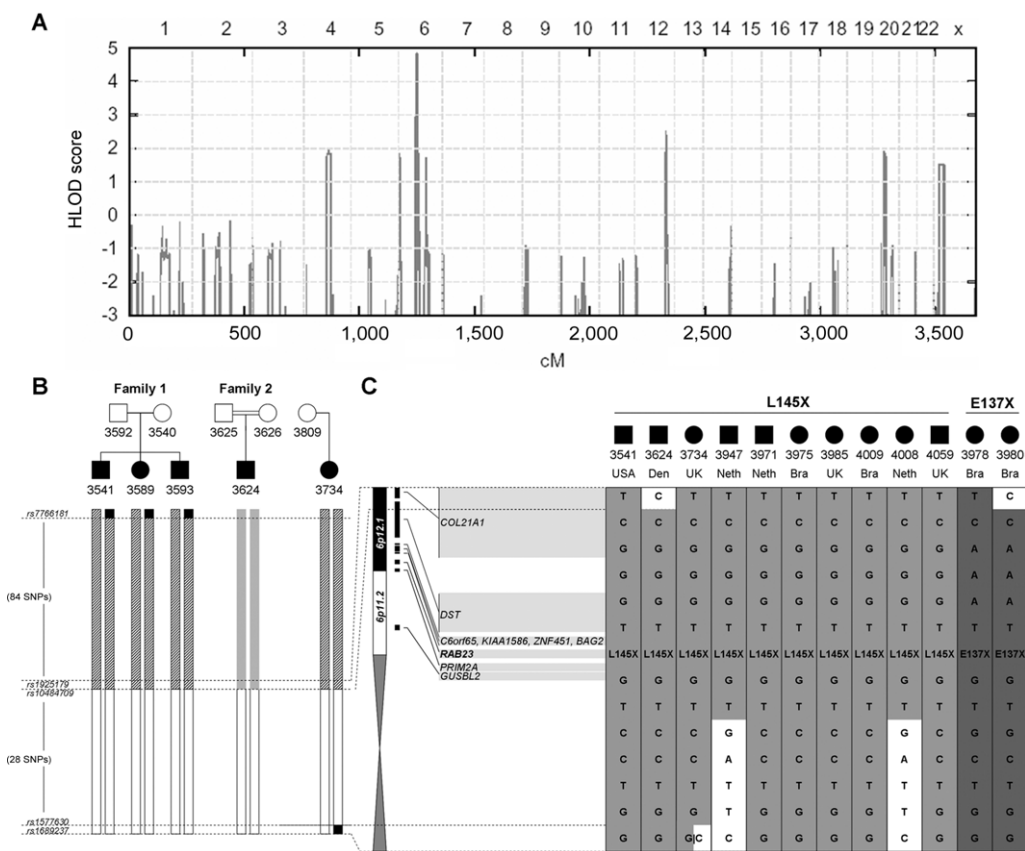 A
1 2 3 4 5 6 7 8 9 10 11 12 13 14 15 16 17 18 19 20 21 22 x
HLOD score
5
4
3
2
1
0
-1
-2
-3
0 500 1,000 1,500 2,000 2,500 3,000 3,500
cM
B
Family 1 Family 2
3592 3540 3625 3626 3809
3541 3589 3593 3624 3734
rs7766181
(84 SNPs)
rs1925179
rs10484709
(28 SNPs)
rs1577630
rs1689237
C
6p12.1
6p11.2
COL21A1
DST
C6orf65, KIAA1586, ZNF451, BAG2
RAB23
PRIM2A
GUSBL2
L145X E137X
3541 3624 3734 3947 3971 3975 3985 4009 4008 4059 3978 3980
USA Den UK Neth Neth Bra UK Bra Neth UK Bra Bra
T C T T T T T T T T T C
C C C C C C C C C C C C
G G G G G G G G G G A A
G G G G G G G G G G A A
G G G G G G G G G G A A
T T T T T T T T T T T T
L145X L145X L145X L145X L145X L145X L145X L145X L145X L145X E137X E137X
G G G G G G G G G G G G
T T T T T T T T T T T T
C C C G C C C C G C G G
C C C A C C C C A C C C
T T T T T T T T T T T T
G G G T G G G G T G G G
G G G|C C G G G G C G G G